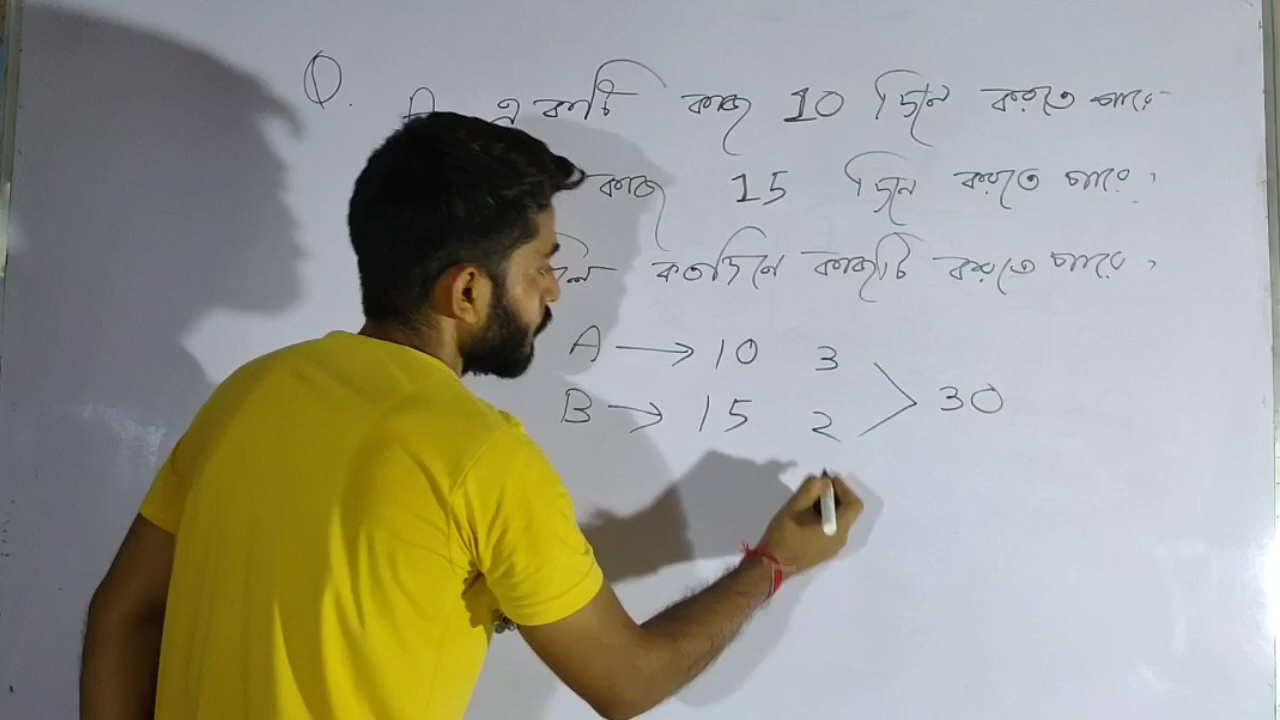 Q. A একটি কাজ 10 দিনে করতে পারে
কাজ 15 দিনে করতে পারে,
কতদিনে কাজটি করতে পারে,
A → 10 3
30
B → 15 2